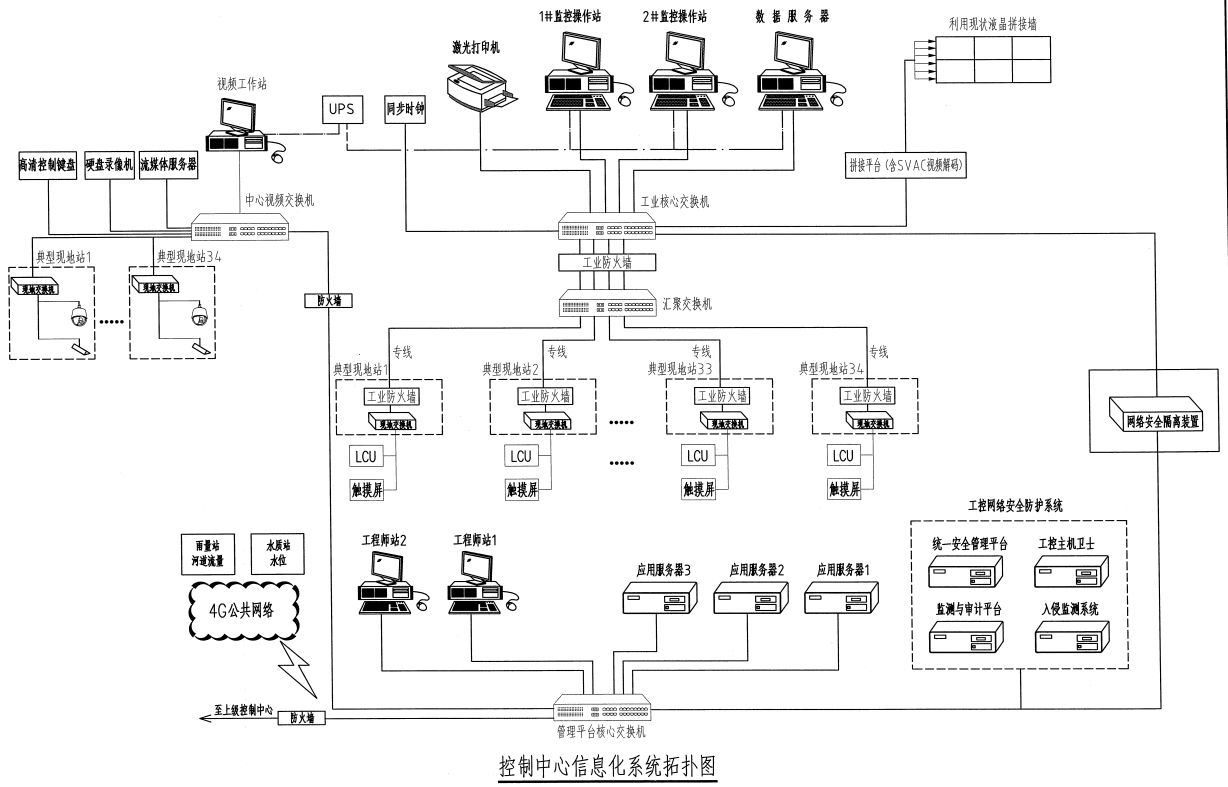 1#监控操作站
2#监控操作站
数据服务器
利用现状液晶拼接墙
激光打印机
视频工作站
UPS
同步时钟
高清控制键盘
硬盘录像机
流媒体服务器
拼接平台(含SVAC视频解码)
中心视频交换机
工业核心交换机
典型现地站1
典型现地站34
工业防火墙
现地交换机
现地交换机
防火墙
汇聚交换机
专线
专线
专线
专线
典型现地站1
典型现地站2
典型现地站33
典型现地站34
工业防火墙
工业防火墙
工业防火墙
工业防火墙
现地交换机
现地交换机
现地交换机
现地交换机
网络安全隔离装置
LCU
LCU
LCU
LCU
触摸屏
触摸屏
触摸屏
触摸屏
工控网络安全防护系统
雨量站
河道流量
水质站
水位
工程师站2
工程师站1
统一安全管理平台
工控主机卫士
应用服务器3
应用服务器2
应用服务器1
4G公共网络
监测与审计平台
入侵监测系统
至上级控制中心
防火墙
管理平台核心交换机
控制中心信息化系统拓扑图